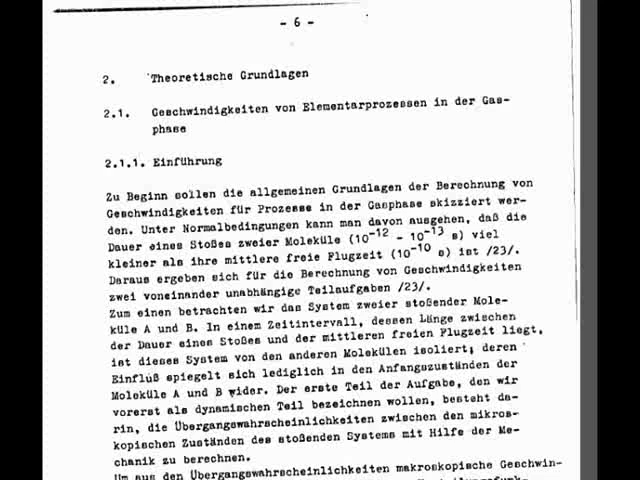 - 6 -
2. Theoretische Grundlagen
2.1. Geschwindigkeiten von Elementarprozessen in der Gas-
phase
2.1.1. Einführung
Zu Beginn sollen die allgemeinen Grundlagen der Berechnung von
Geschwindigkeiten für Prozesse in der Gasphase skizziert wer-
den. Unter Normalbedingungen kann man davon ausgehen, daß die
Dauer eines Stoßes zweier Moleküle (10⁻¹² - 10⁻¹³ s) viel
kleiner als ihre mittlere freie Flugzeit (10⁻¹⁰ s) ist /23/.
Daraus ergeben sich für die Berechnung von Geschwindigkeiten
zwei voneinander unabhängige Teilaufgaben /23/.
Zum einen betrachten wir das System zweier stoßender Mole-
küle A und B. In einem Zeitintervall, dessen Länge zwischen
der Dauer eines Stoßes und der mittleren freien Flugzeit liegt,
ist dieses System von den anderen Molekülen isoliert; deren
Einfluß spiegelt sich lediglich in den Anfangszuständen der
Moleküle A und B wider. Der erste Teil der Aufgabe, den wir
vorerst als dynamischen Teil bezeichnen wollen, besteht da-
rin, die Übergangswahrscheinlichkeiten zwischen den mikros-
kopischen Zuständen des stoßenden Systems mit Hilfe der Me-
chanik zu berechnen.
Um aus den Übergangswahrscheinlichkeiten makroskopische Geschwin-